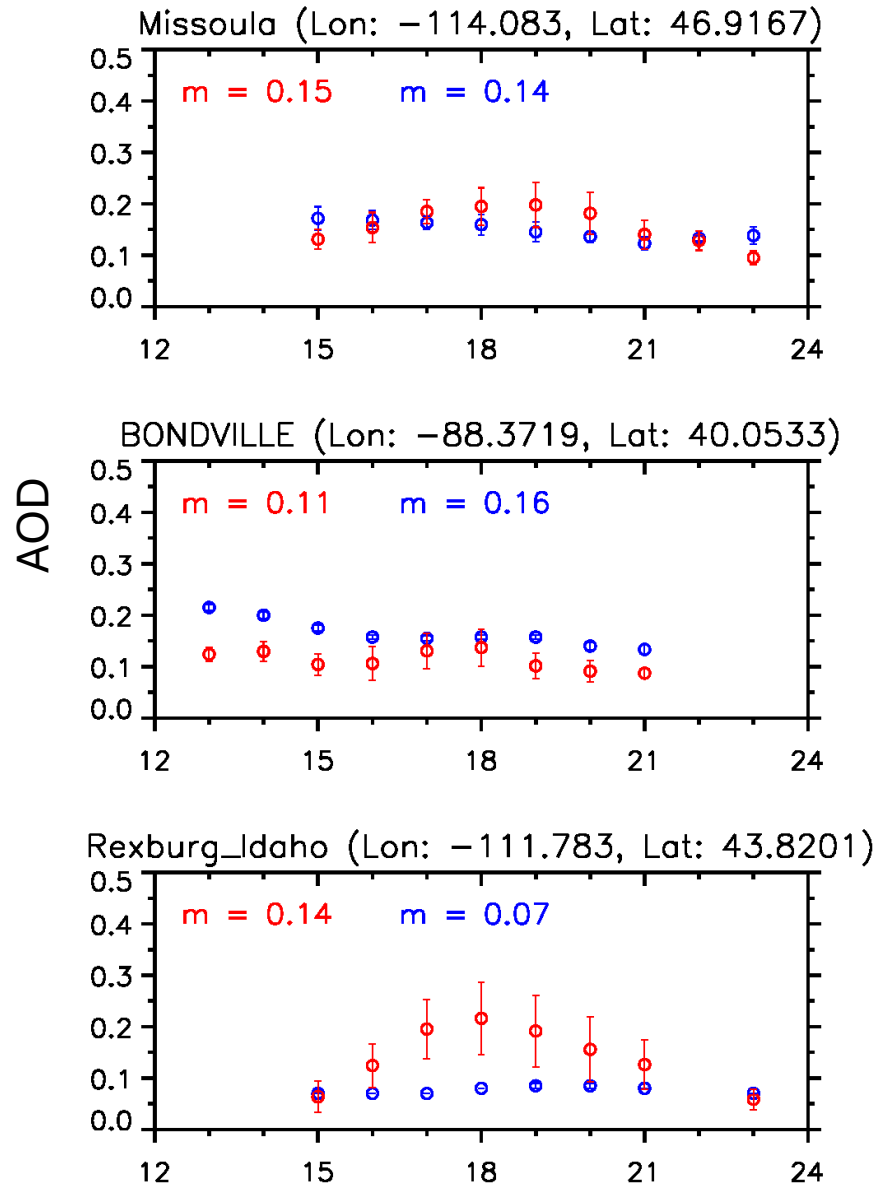 Missoula (Lon: −114.083, Lat: 46.9167)
0.5
m = 0.15 m = 0.14
0.4
0.3
0.2
0.1
0.0
12 15 18 21 24
BONDVILLE (Lon: −88.3719, Lat: 40.0533)
0.5
m = 0.11 m = 0.16
0.4
AOD
0.3
0.2
0.1
0.0
12 15 18 21 24
Rexburg_Idaho (Lon: −111.783, Lat: 43.8201)
0.5
m = 0.14 m = 0.07
0.4
0.3
0.2
0.1
0.0
12 15 18 21 24